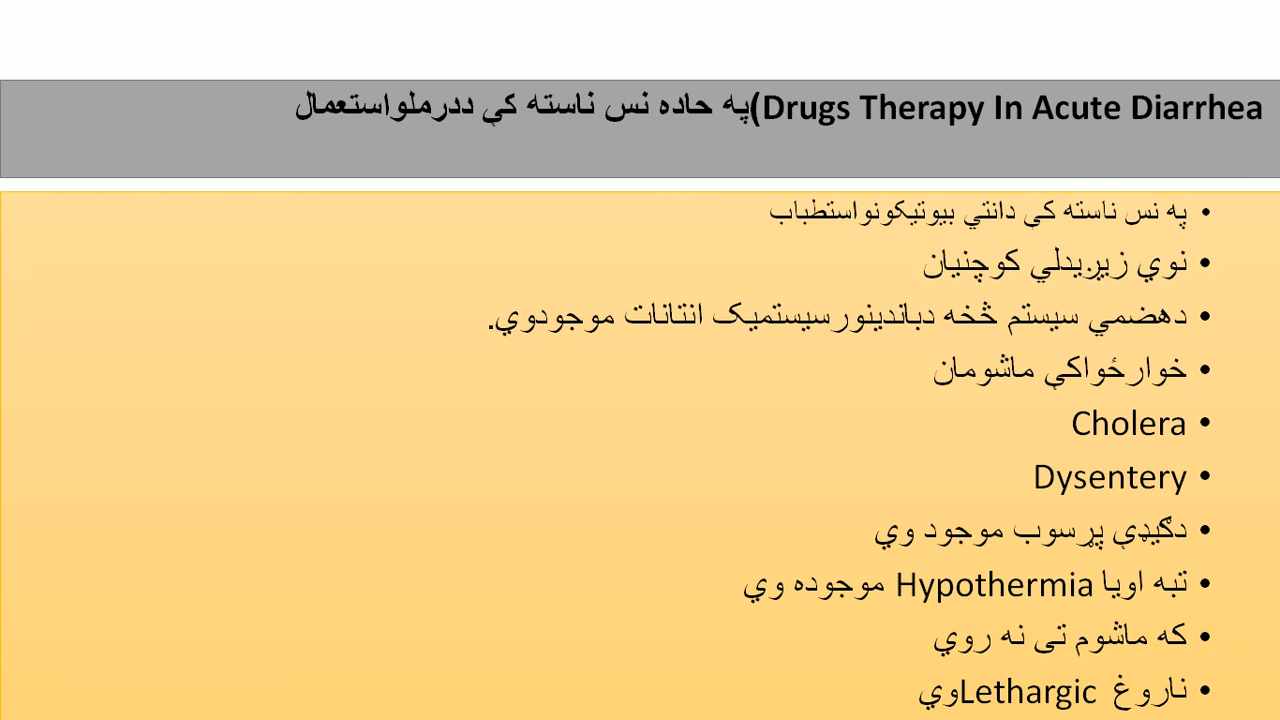 Drugs Therapy In Acute Diarrhea)په حاده نس ناسته کې ددرملواستعمال
• په نس ناسته کې دانتي بيوتيکونواستطباب
• نوي زيږيدلي کوچنيان
• دهضمي سيستم څخه دباندينورسيستميک انتانات موجودوي.
• خوارځواکې ماشومان
• Cholera
• Dysentery
• دګيډې پړسوب موجود وي
• تبه اويا Hypothermia موجوده وي
• که ماشوم تی نه روي
• ناروغ Lethargicوي